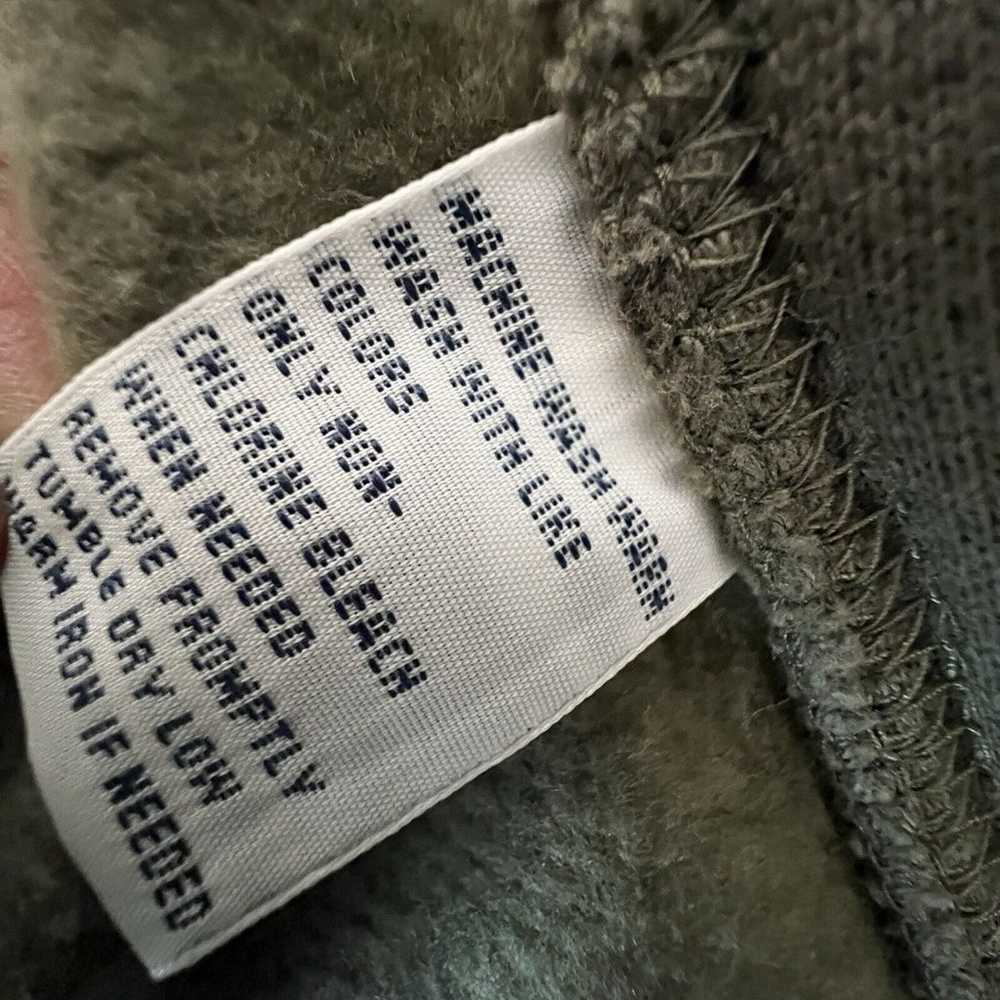 MACHINE WASH WARM
WASH WITH LIKE
COLORS
ONLY NON-
CHLORINE BLEACH
WHEN NEEDED
REMOVE PROMPTLY
TUMBLE DRY LOW
WARM IRON IF NEEDED